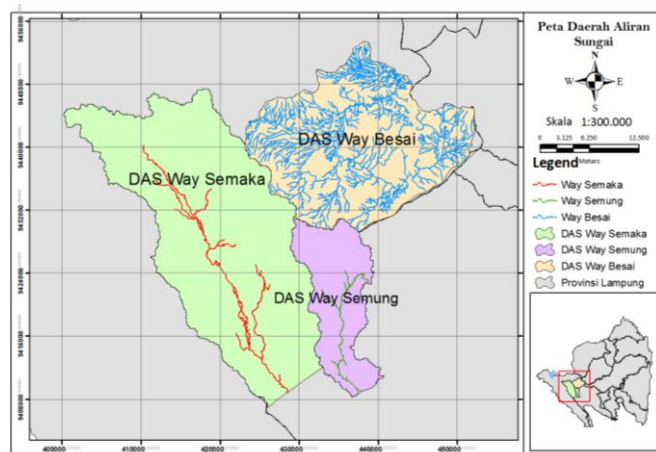 Peta Daerah Aliran
Sungai
N
W E
S
Skala 1:300.000
0 3.125 6.250 12.500
Meters
Legend
Way Semaka
Way Semung
Way Besai
DAS Way Semaka
DAS Way Semung
DAS Way Besai
Provinsi Lampung
DAS Way Besai
DAS Way Semaka
DAS Way Semung
9456000
9448000
9440000
9432000
9424000
9416000
9408000
400000 410000 420000 430000 440000 450000